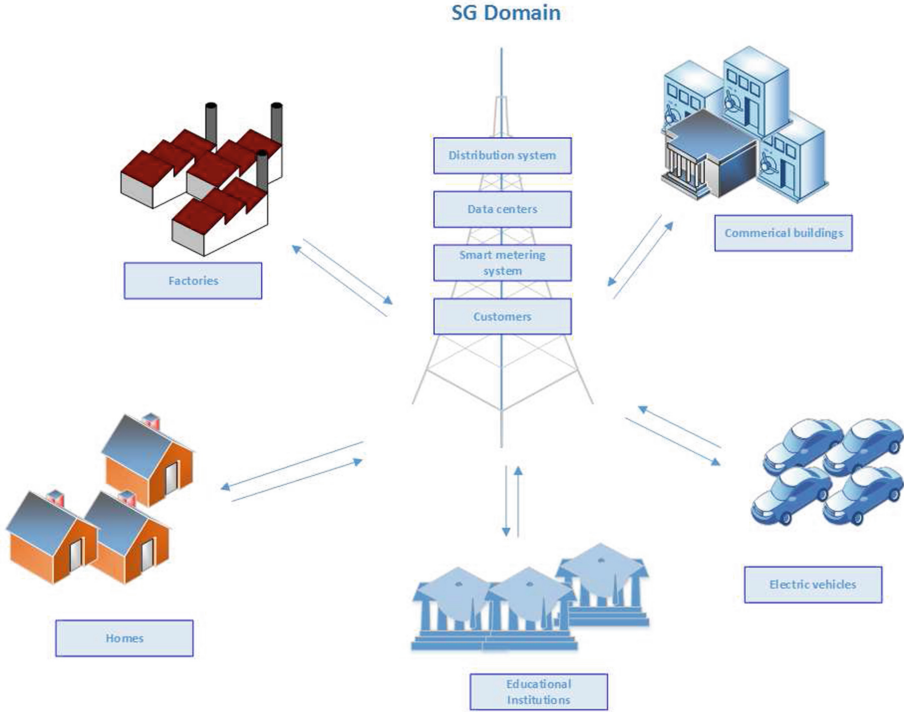 SG Domain
Distribution system
Data centers
Smart metering
system
Customers
Factories
Commerical buildings
Homes
Electric vehicles
Educational
Institutions